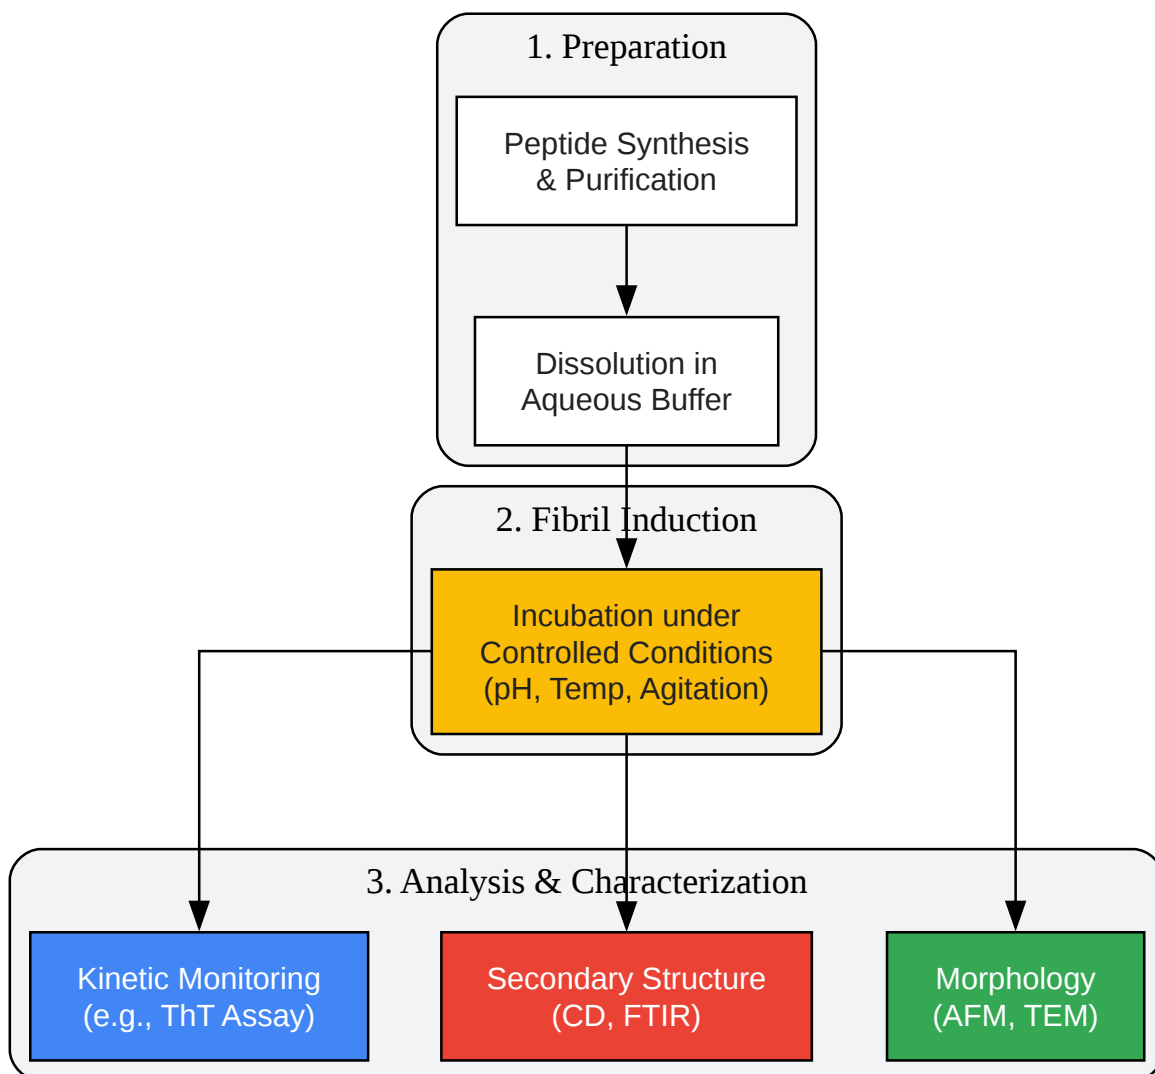 1. Preparation
Peptide Synthesis
& Purification
Dissolution in
Aqueous Buffer
2. Fibril Induction
Incubation under
Controlled Conditions
(pH, Temp, Agitation)
3. Analysis & Characterization
Kinetic Monitoring
(e.g., ThT Assay)
Secondary Structure
(CD, FTIR)
Morphology
(AFM, TEM)